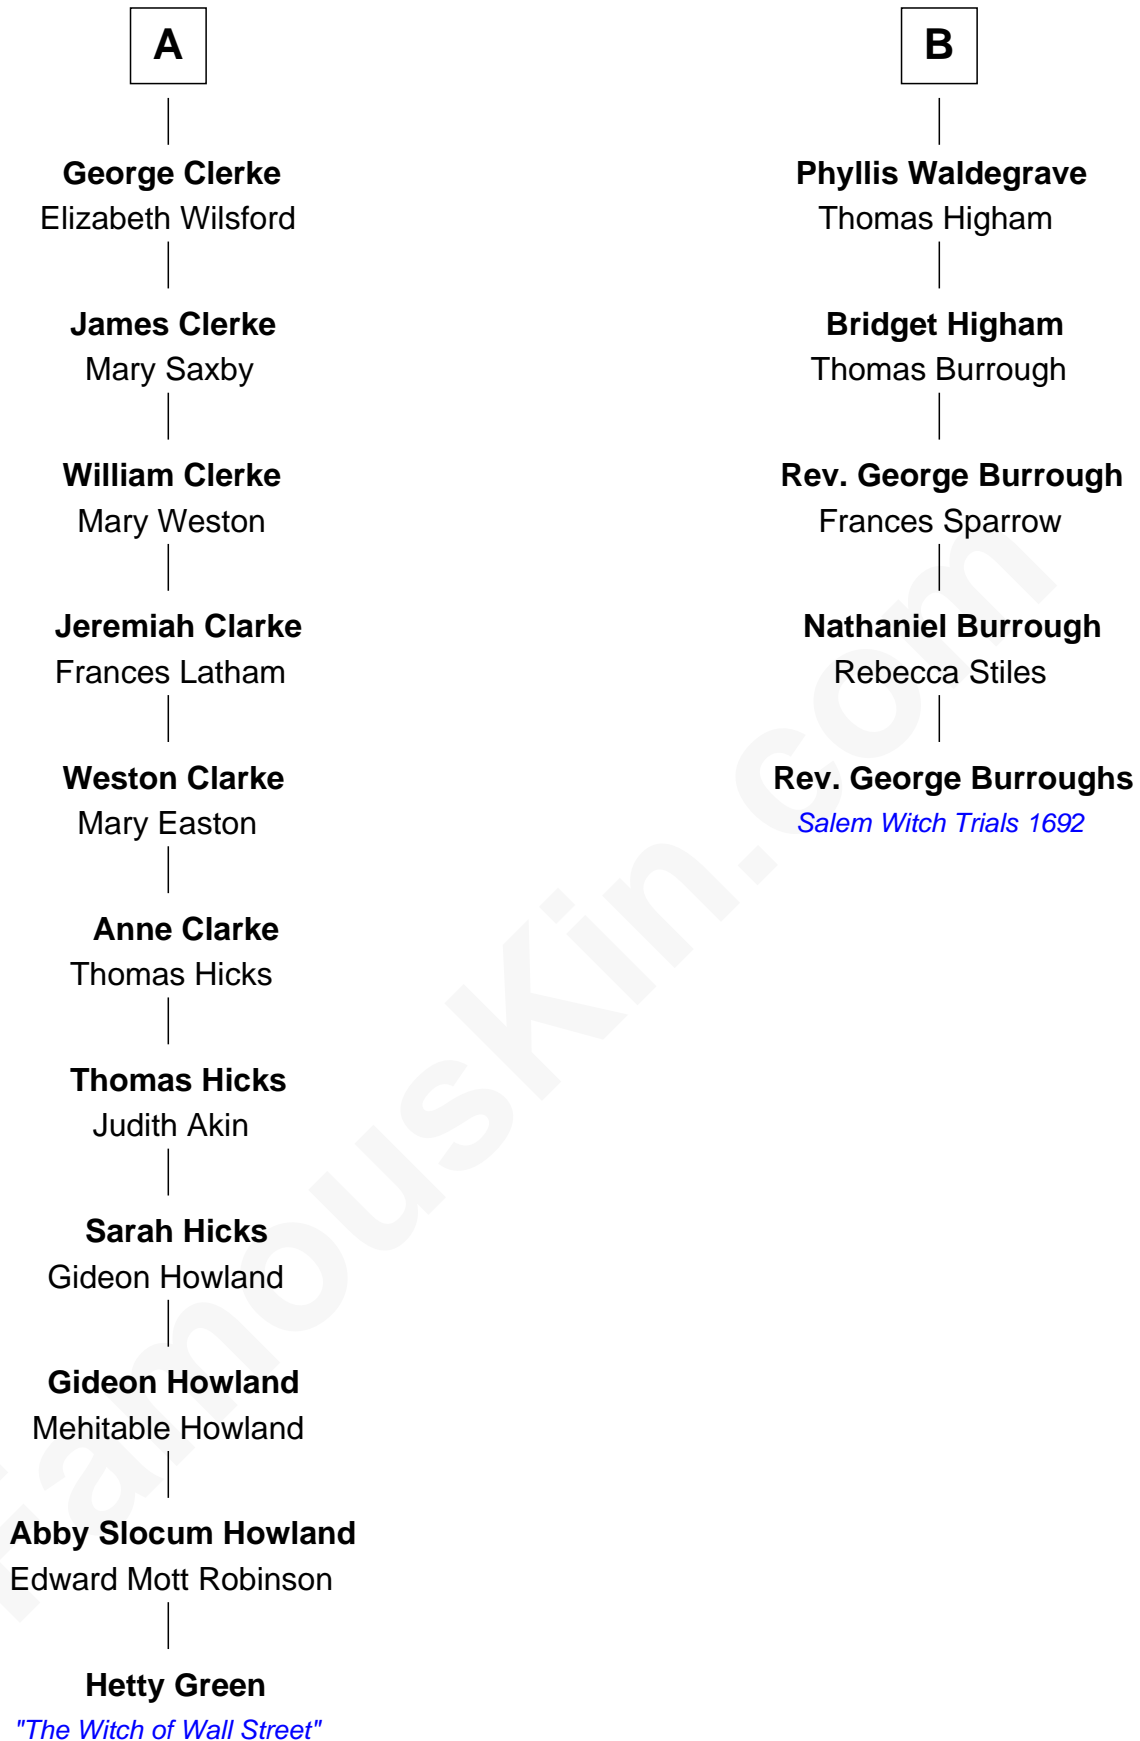 A
George Clerke
Elizabeth Wilsford
James Clerke
Mary Saxby
William Clerke
Mary Weston
Jeremiah Clarke
Frances Latham
Weston Clarke
Mary Easton
Anne Clarke
Thomas Hicks
Thomas Hicks
Judith Akin
Sarah Hicks
Gideon Howland
Gideon Howland
Mehitable Howland
Abby Slocum Howland
Edward Mott Robinson
Hetty Green
"The Witch of Wall Street"
B
Phyllis Waldegrave
Thomas Higham
Bridget Higham
Thomas Burrough
Rev. George Burrough
Frances Sparrow
Nathaniel Burrough
Rebecca Stiles
Rev. George Burroughs
Salem Witch Trials 1692
FamousKin.com